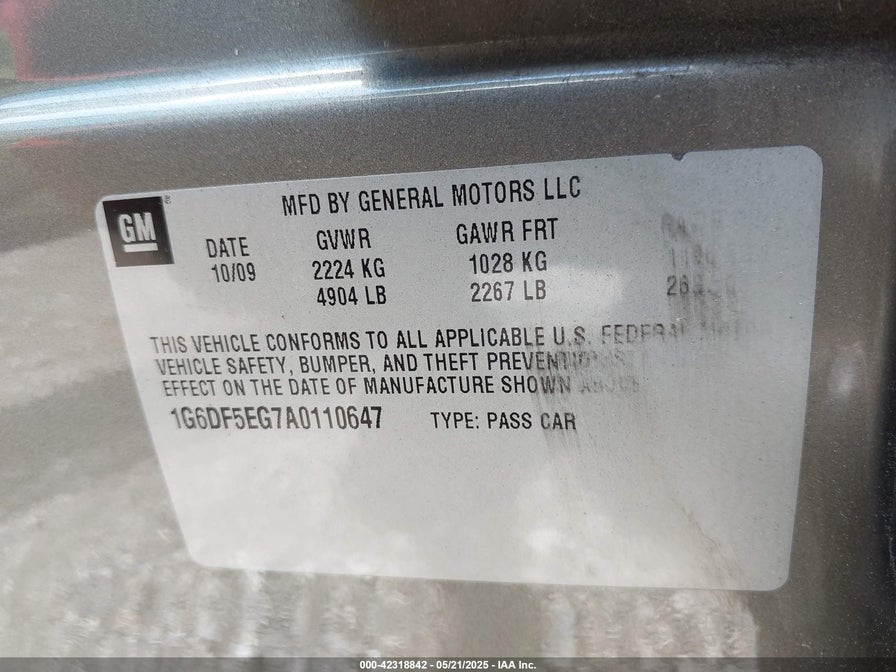 GM
MFD BY GENERAL MOTORS LLC
DATE GVWR GAWR FRT
10/09 2224 KG 1028 KG
4904 LB 2267 LB
THIS VEHICLE CONFORMS TO ALL APPLICABLE U.S. FEDERAL
VEHICLE SAFETY, BUMPER, AND THEFT PREVENTION
EFFECT ON THE DATE OF MANUFACTURE SHOWN ABOVE
1G6DF5EG7A0110647 TYPE: PASS CAR
000-42318842 - 05/21/2025 - IAA Inc.